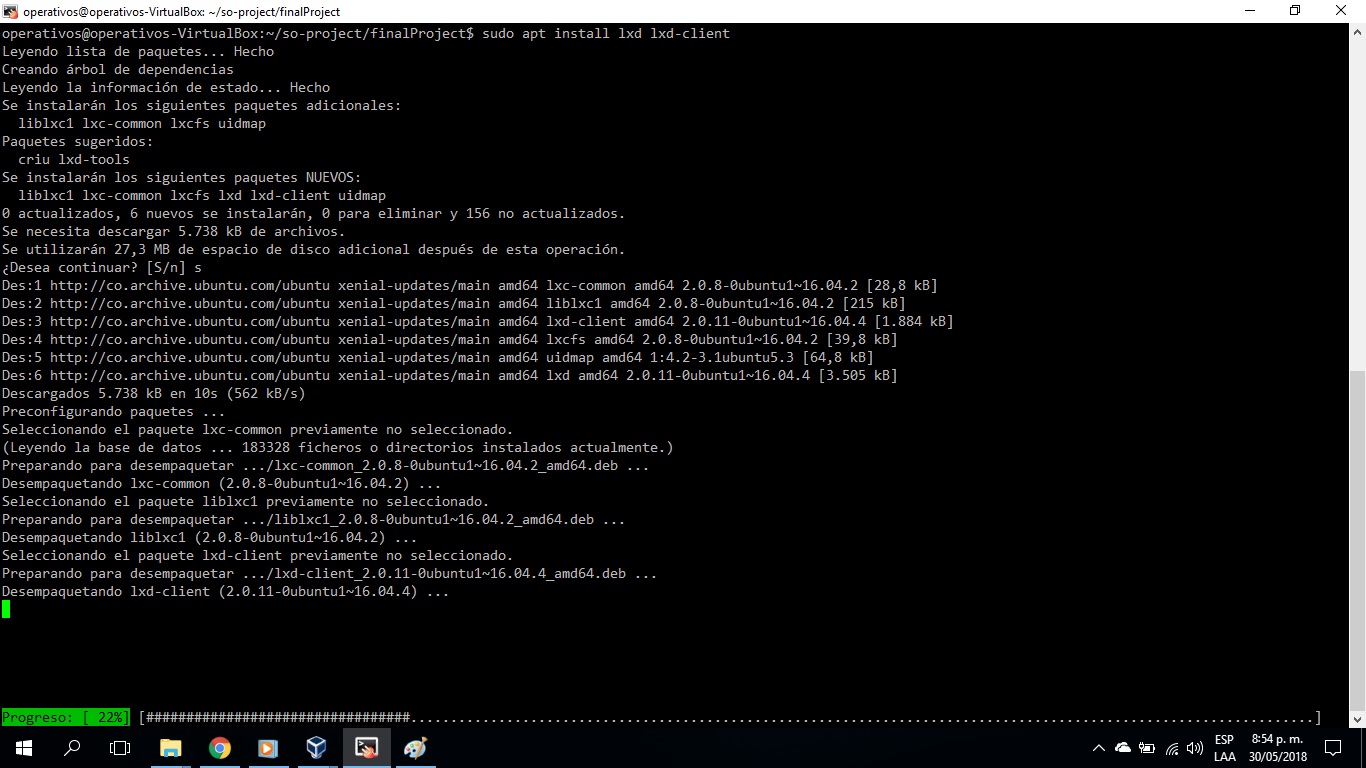 operativos@operativos-VirtualBox: ~/so-project/finalProject
operativos@operativos-VirtualBox:~/so-project/finalProject$ sudo apt install lxd lxd-client
Leyendo lista de paquetes... Hecho
Creando árbol de dependencias
Leyendo la información de estado... Hecho
Se instalarán los siguientes paquetes adicionales:
  liblxc1 lxc-common lxcfs uidmap
Paquetes sugeridos:
  criu lxd-tools
Se instalarán los siguientes paquetes NUEVOS:
  liblxc1 lxc-common lxcfs lxd lxd-client uidmap
0 actualizados, 6 nuevos se instalarán, 0 para eliminar y 156 no actualizados.
Se necesita descargar 5.738 kB de archivos.
Se utilizarán 27,3 MB de espacio de disco adicional después de esta operación.
¿Desea continuar? [S/n] s
Des:1 http://co.archive.ubuntu.com/ubuntu xenial-updates/main amd64 lxc-common amd64 2.0.8-0ubuntu1~16.04.2 [28,8 kB]
Des:2 http://co.archive.ubuntu.com/ubuntu xenial-updates/main amd64 liblxc1 amd64 2.0.8-0ubuntu1~16.04.2 [215 kB]
Des:3 http://co.archive.ubuntu.com/ubuntu xenial-updates/main amd64 lxd-client amd64 2.0.11-0ubuntu1~16.04.4 [1.884 kB]
Des:4 http://co.archive.ubuntu.com/ubuntu xenial-updates/main amd64 lxcfs amd64 2.0.8-0ubuntu1~16.04.2 [39,8 kB]
Des:5 http://co.archive.ubuntu.com/ubuntu xenial-updates/main amd64 uidmap amd64 1:4.2-3.1ubuntu5.3 [64,8 kB]
Des:6 http://co.archive.ubuntu.com/ubuntu xenial-updates/main amd64 lxd amd64 2.0.11-0ubuntu1~16.04.4 [3.505 kB]
Descargados 5.738 kB en 10s (562 kB/s)
Preconfigurando paquetes ...
Seleccionando el paquete lxc-common previamente no seleccionado.
(Leyendo la base de datos ... 183328 ficheros o directorios instalados actualmente.)
Preparando para desempaquetar .../lxc-common_2.0.8-0ubuntu1~16.04.2_amd64.deb ...
Desempaquetando lxc-common (2.0.8-0ubuntu1~16.04.2) ...
Seleccionando el paquete liblxc1 previamente no seleccionado.
Preparando para desempaquetar .../liblxc1_2.0.8-0ubuntu1~16.04.2_amd64.deb ...
Desempaquetando liblxc1 (2.0.8-0ubuntu1~16.04.2) ...
Seleccionando el paquete lxd-client previamente no seleccionado.
Preparando para desempaquetar .../lxd-client_2.0.11-0ubuntu1~16.04.4_amd64.deb ...
Desempaquetando lxd-client (2.0.11-0ubuntu1~16.04.4) ...
Progreso: [ 22%] [#################################.................................................................................................................]
ESP 8:54 p. m.
LAA 30/05/2018